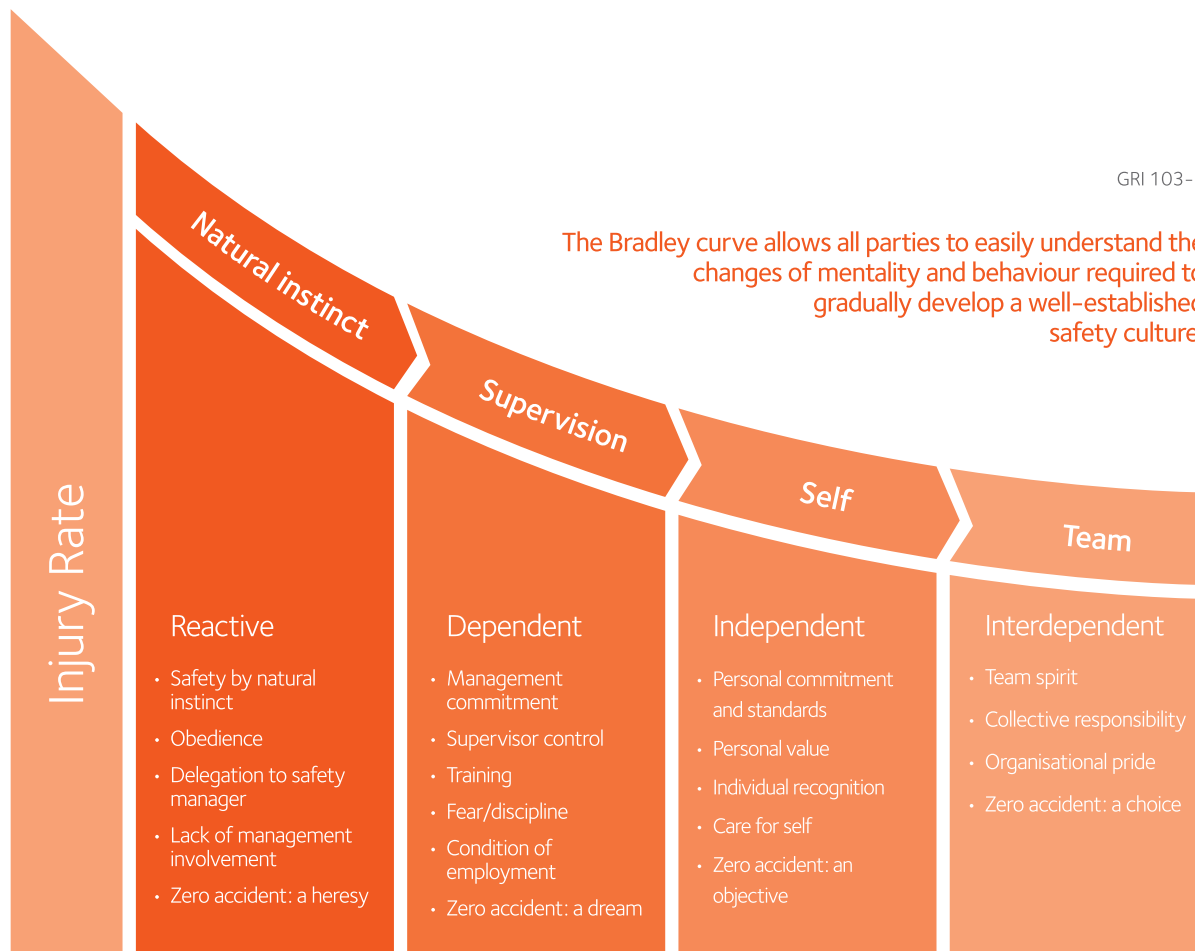 GRI 103-
The Bradley curve allows all parties to easily understand the
changes of mentality and behaviour required to
gradually develop a well-established
safety culture
Injury Rate
Natural instinct
Supervision
Self
Team
Reactive
• Safety by natural
instinct
• Obedience
• Delegation to safety
manager
• Lack of management
involvement
• Zero accident: a heresy
Dependent
• Management
commitment
• Supervisor control
• Training
• Fear/discipline
• Condition of
employment
• Zero accident: a dream
Independent
• Personal commitment
and standards
• Personal value
• Individual recognition
• Care for self
• Zero accident: an
objective
Interdependent
• Team spirit
• Collective responsibility
• Organisational pride
• Zero accident: a choice